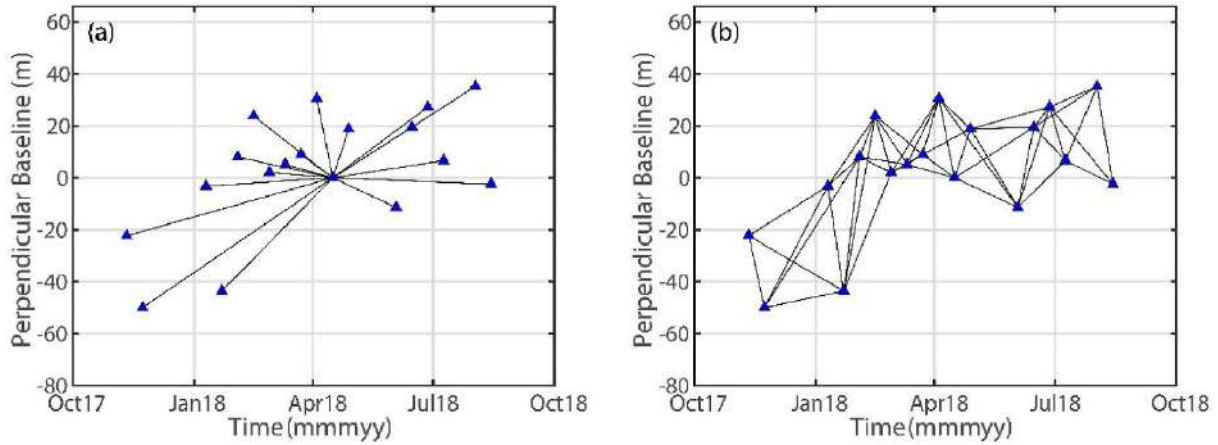 (a)
Perpendicular Baseline (m)
60
40
20
0
-20
-40
-60
-80
Oct17 Jan18 Apr18 Jul18 Oct18
Time(mmmyy)
(b)
Perpendicular Baseline (m)
60
40
20
0
-20
-40
-60
-80
Oct17 Jan18 Apr18 Jul18 Oct18
Time(mmmyy)